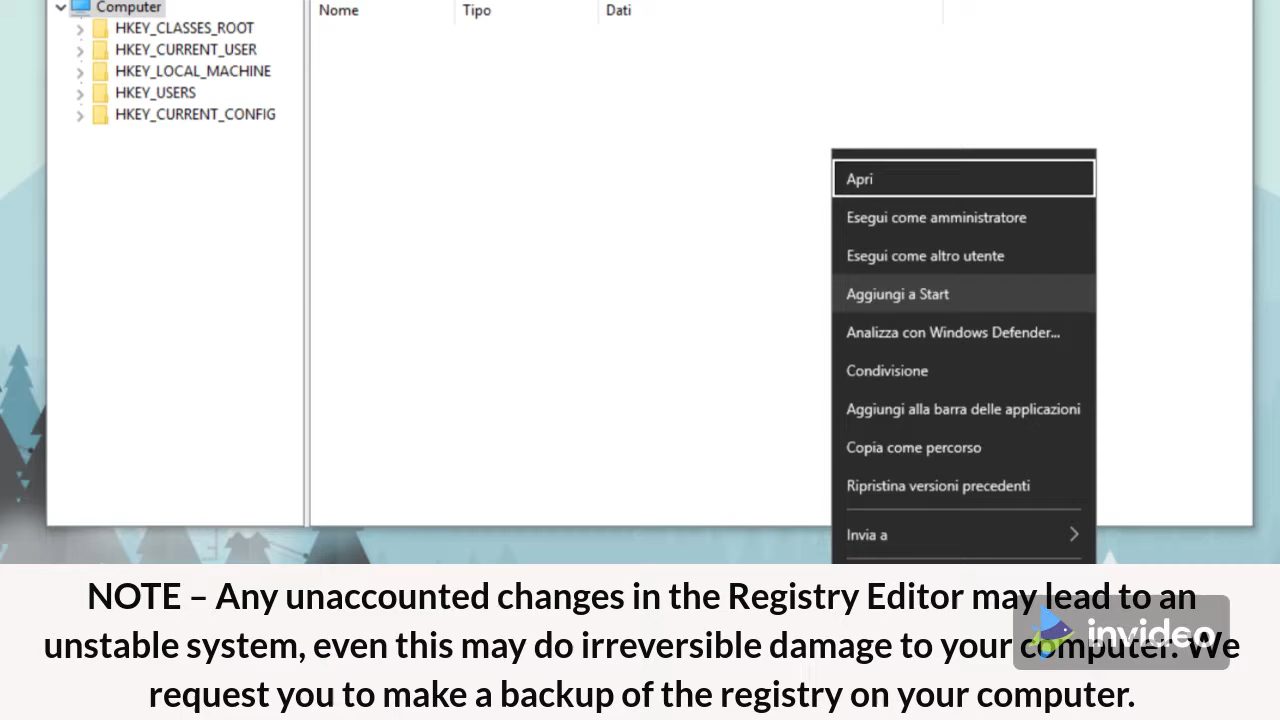 Computer
HKEY_CLASSES_ROOT
HKEY_CURRENT_USER
HKEY_LOCAL_MACHINE
HKEY_USERS
HKEY_CURRENT_CONFIG
Nome Tipo Dati
Apri
Esegui come amministratore
Esegui come altro utente
Aggiungi a Start
Analizza con Windows Defender...
Condivisione
Aggiungi alla barra delle applicazioni
Copia come percorso
Ripristina versioni precedenti
Invia a
NOTE – Any unaccounted changes in the Registry Editor may lead to an
unstable system, even this may do irreversible damage to your computer. We
request you to make a backup of the registry on your computer.
invideo